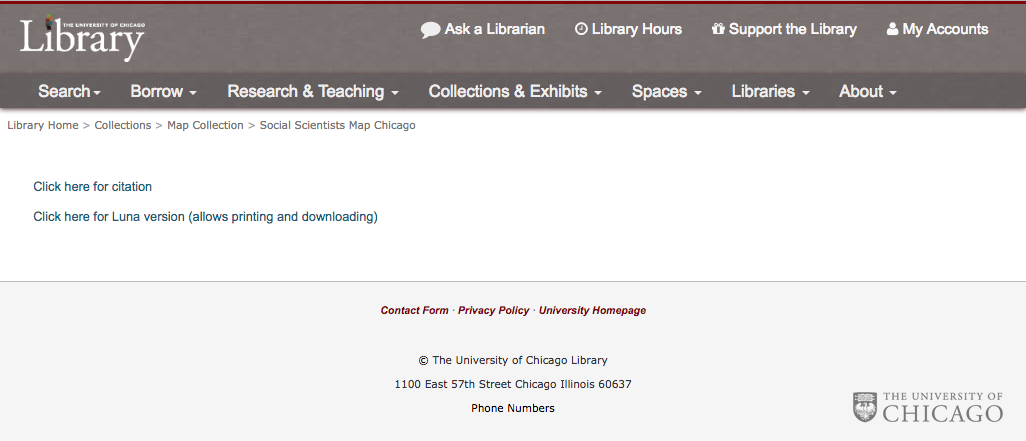 THE UNIVERSITY OF CHICAGO
Library
Ask a Librarian Library Hours Support the Library My Accounts
Search Borrow Research & Teaching Collections & Exhibits Spaces Libraries About
Library Home > Collections > Map Collection > Social Scientists Map Chicago
Click here for citation
Click here for Luna version (allows printing and downloading)
Contact Form · Privacy Policy · University Homepage
© The University of Chicago Library
1100 East 57th Street Chicago Illinois 60637
Phone Numbers
THE UNIVERSITY OF
CHICAGO